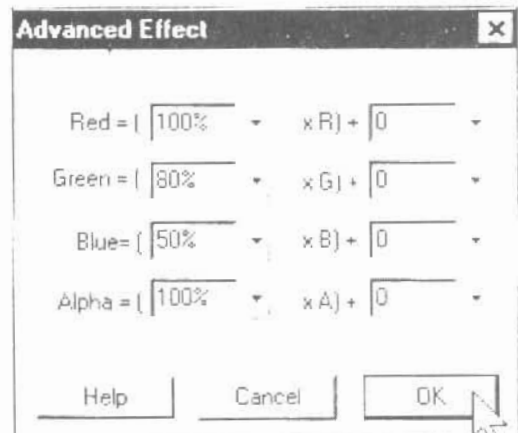 Advanced Effect
Red = ( 100% x R) + 0
Green = ( 80% x G) + 0
Blue= ( 50% x B) + 0
Alpha = ( 100% x A) + 0
Help Cancel OK